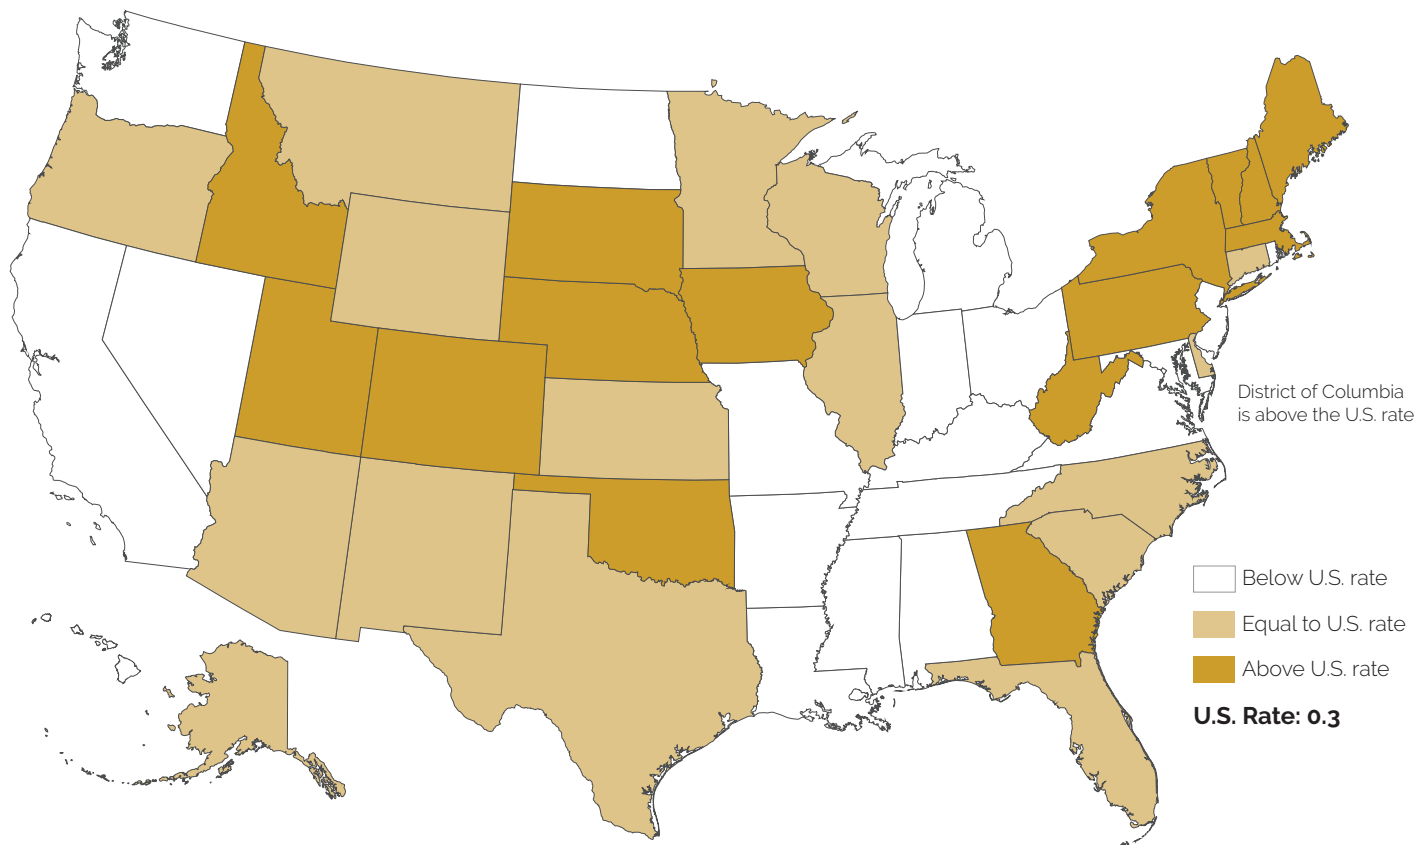 District of Columbia
is above the U.S. rate
Below U.S. rate
Equal to U.S. rate
Above U.S. rate
U.S. Rate: 0.3